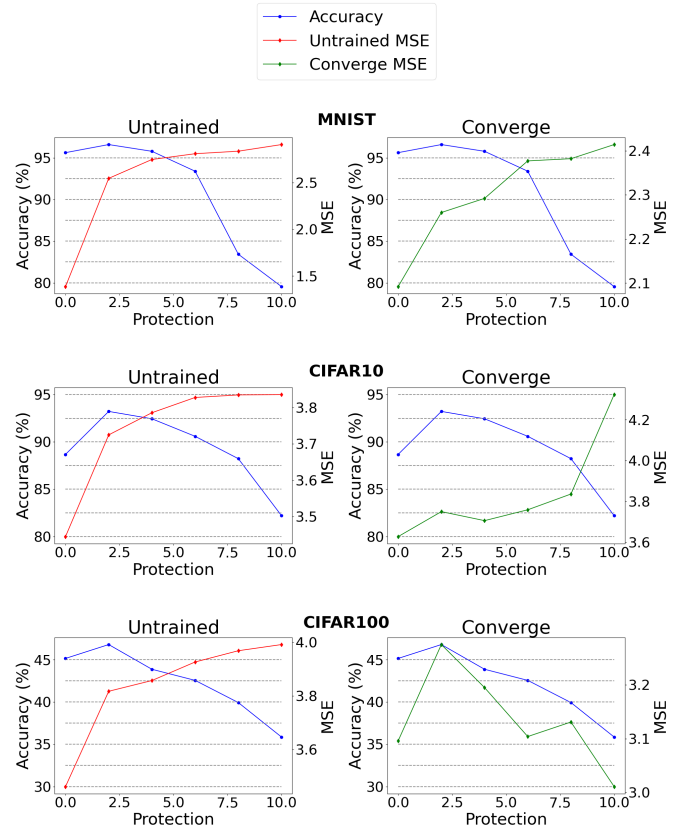 Accuracy
Untrained MSE
Converge MSE
MNIST
Untrained
Converge
95
90
85
80
Accuracy (%)
2.5
2.0
1.5
MSE
0.0 2.5 5.0 7.5 10.0
Protection
95
90
85
80
Accuracy (%)
2.4
2.3
2.2
2.1
MSE
0.0 2.5 5.0 7.5 10.0
Protection
CIFAR10
Untrained
Converge
95
90
85
80
Accuracy (%)
3.8
3.7
3.6
3.5
MSE
0.0 2.5 5.0 7.5 10.0
Protection
95
90
85
80
Accuracy (%)
4.2
4.0
3.8
3.6
MSE
0.0 2.5 5.0 7.5 10.0
Protection
CIFAR100
Untrained
Converge
45
40
35
30
Accuracy (%)
4.0
3.8
3.6
MSE
0.0 2.5 5.0 7.5 10.0
Protection
45
40
35
30
Accuracy (%)
3.2
3.1
3.0
MSE
0.0 2.5 5.0 7.5 10.0
Protection